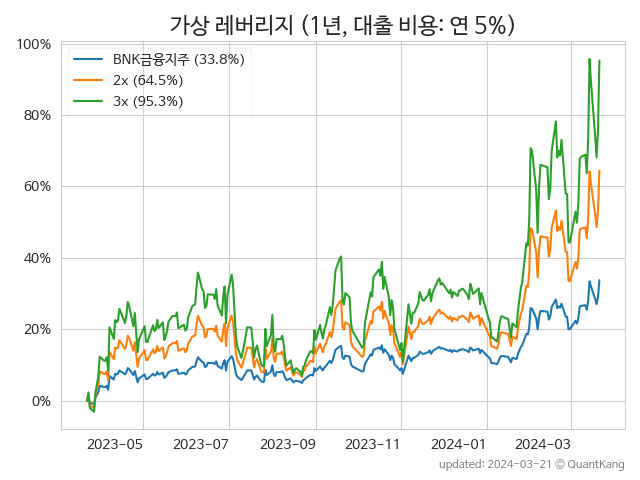 가상 레버리지 (1년, 대출 비용: 연 5%)
100%
80%
60%
40%
20%
0%
BNK금융지주 (33.8%)
2x (64.5%)
3x (95.3%)
2023-05
2023-07
2023-09
2023-11
2024-01
2024-03
updated: 2024-03-21 © QuantKang